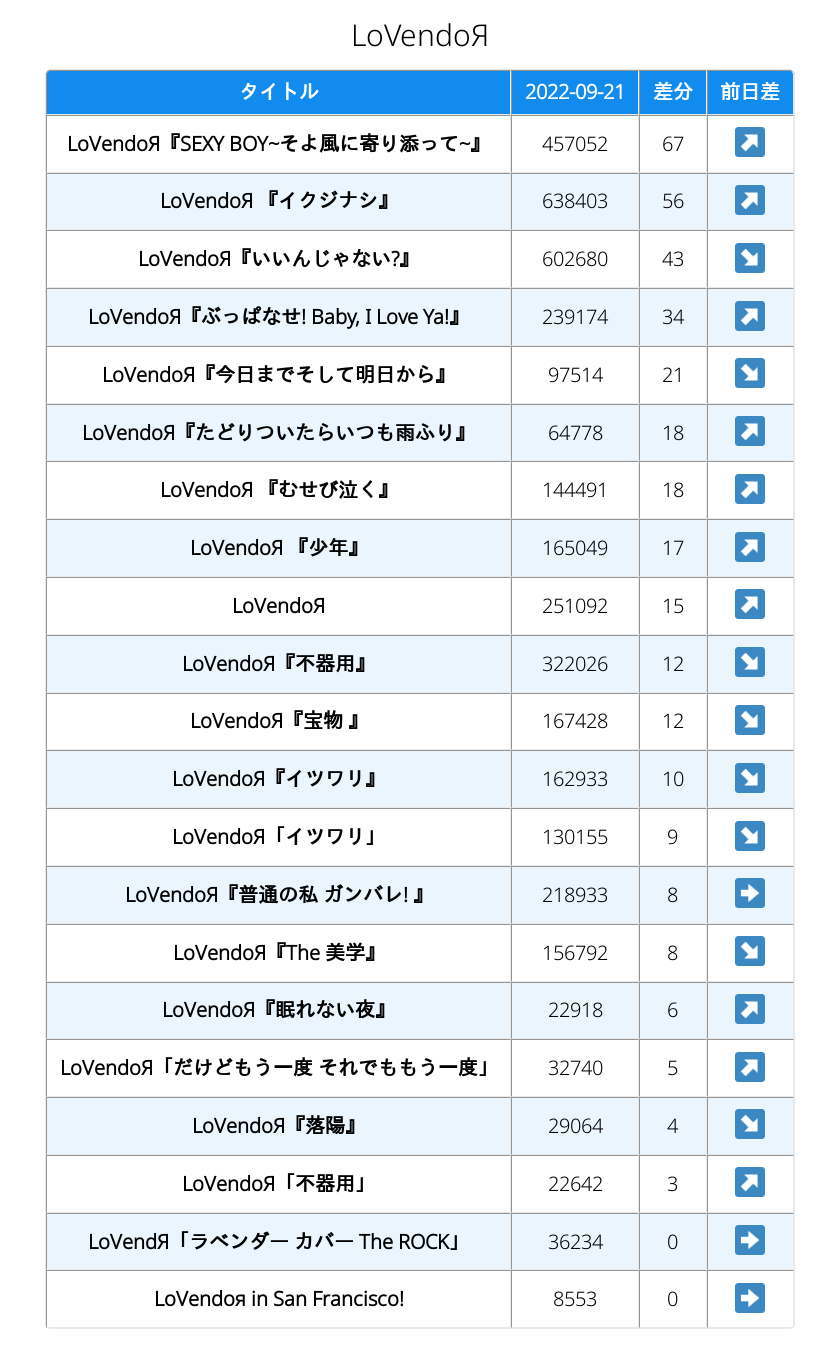 LoVendoЯ
タイトル 2022-09-21 差分 前日差
LoVendoЯ『SEXY BOY~そよ風に寄り添って~』 457052 67 ↗
LoVendoЯ 『イクジナシ』 638403 56 ↗
LoVendoЯ『いいんじゃない?』 602680 43 ↘
LoVendoЯ『ぶっぱなせ! Baby, I Love Ya!』 239174 34 ↗
LoVendoЯ『今日までそして明日から』 97514 21 ↘
LoVendoЯ『たどりついたらいつも雨ふり』 64778 18 ↗
LoVendoЯ 『むせび泣く』 144491 18 ↗
LoVendoЯ 『少年』 165049 17 ↗
LoVendoЯ 251092 15 ↗
LoVendoЯ『不器用』 322026 12 ↘
LoVendoЯ『宝物 』 167428 12 ↘
LoVendoЯ『イツワリ』 162933 10 ↘
LoVendoЯ「イツワリ」 130155 9 ↘
LoVendoЯ『普通の私 ガンバレ! 』 218933 8 ➡
LoVendoЯ『The 美学』 156792 8 ↘
LoVendoЯ『眠れない夜』 22918 6 ↗
LoVendoЯ「だけどもう一度 それでももう一度」 32740 5 ↗
LoVendoЯ『落陽』 29064 4 ↘
LoVendoЯ「不器用」 22642 3 ↗
LoVendЯ「ラベンダー カバー The ROCK」 36234 0 ➡
LoVendoя in San Francisco! 8553 0 ➡